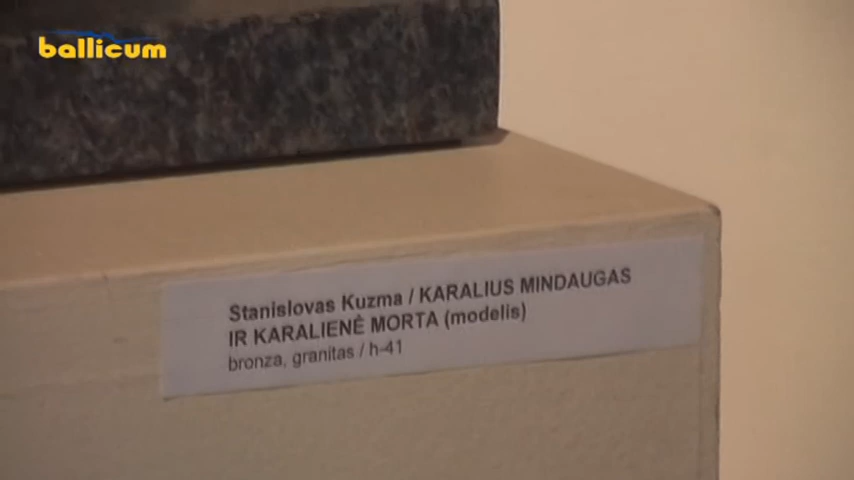 ballicum
Stanislovas Kuzma / KARALIUS MINDAUGAS
IR KARALIENĖ MORTA (modelis)
bronza, granitas / h-41